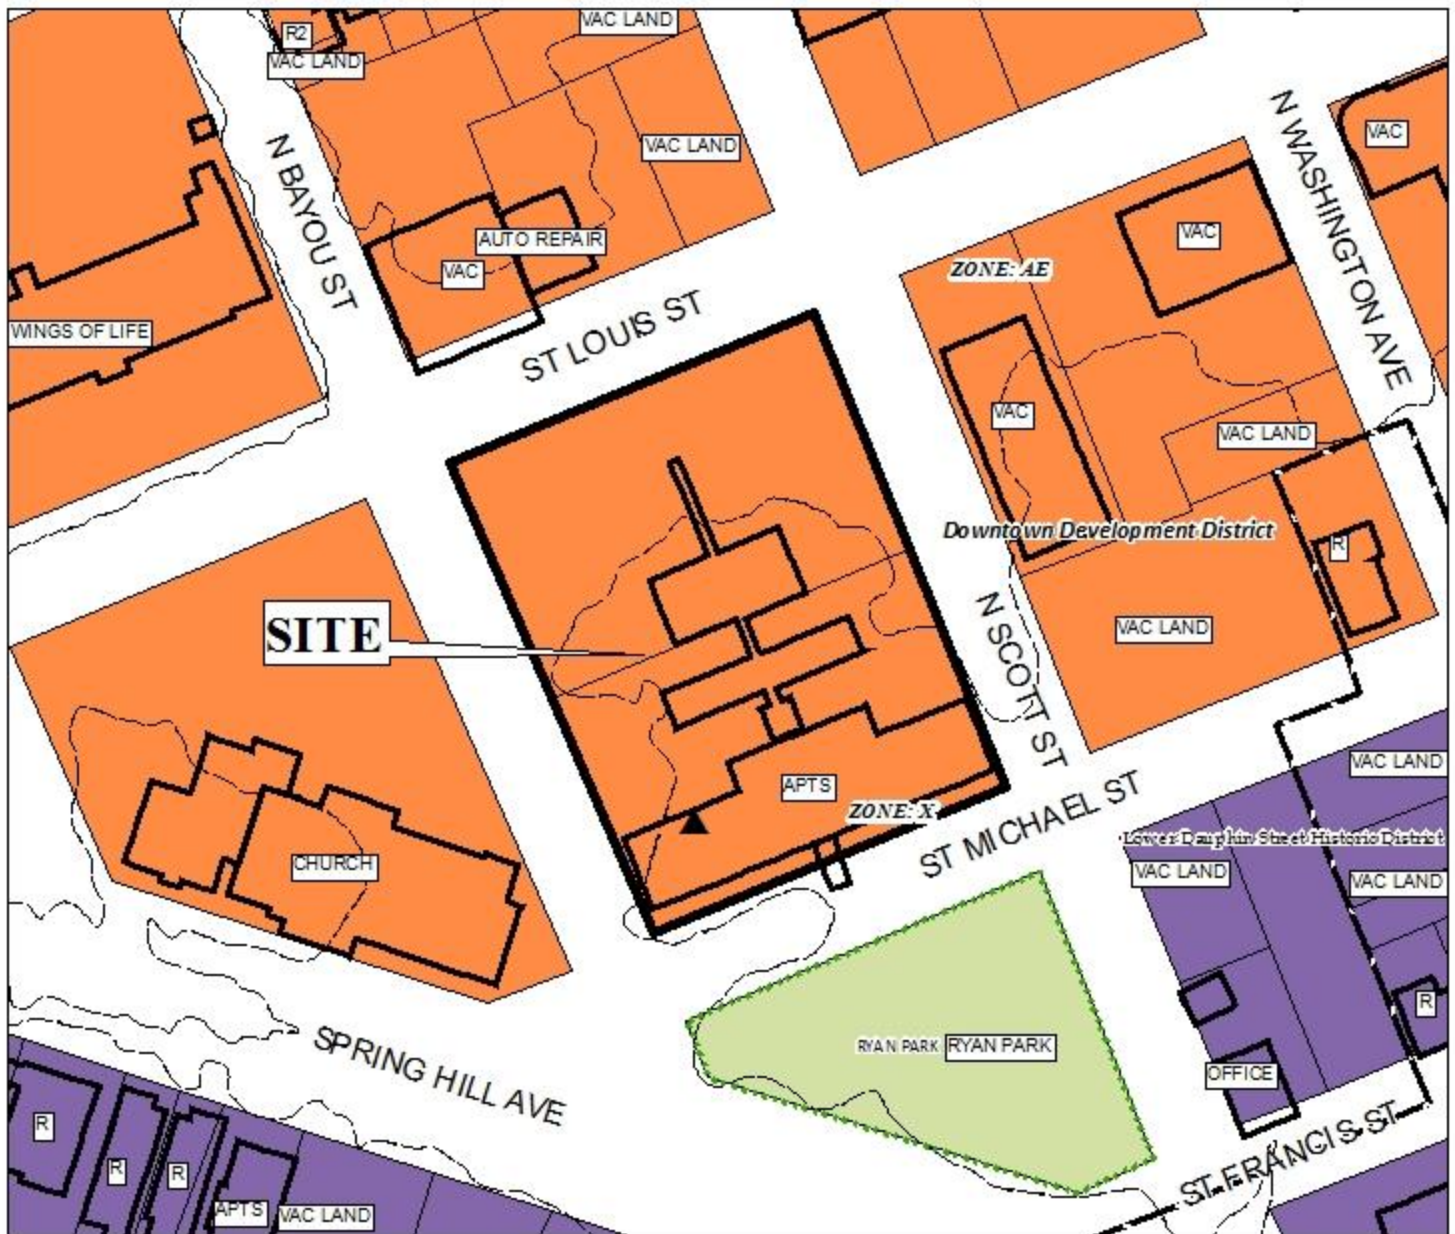 VAC LAND
R2
VAC LAND
VAC
VAC LAND
N BAYOU ST
N WASHINGTON AVE
AUTO REPAIR
VAC
VAC
ZONE: AE
WINGS OF LIFE
ST LOUIS ST
VAC
VAC LAND
Downtown Development District
R
SITE
N SCOTT ST
VAC LAND
VAC LAND
APTS
ZONE: X
ST MICHAEL ST
Lower Dauphin Street Historic District
CHURCH
VAC LAND
VAC LAND
R
SPRING HILL AVE
RYAN PARK
RYAN PARK
OFFICE
R
R
R
ST FRANCIS ST
APTS
VAC LAND